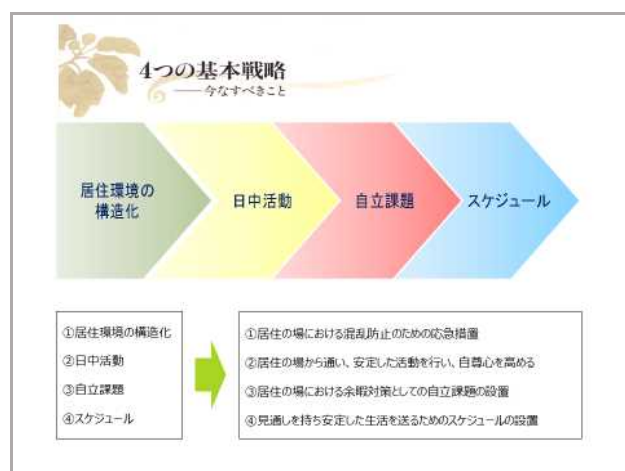 4つの基本戦略
──今なすべきこと
居住環境の
構造化
日中活動
自立課題
スケジュール
①居住環境の構造化
②日中活動
③自立課題
④スケジュール
①居住の場における混乱防止のための応急措置
②居住の場から通い、安定した活動を行い、自尊心を高める
③居住の場における余暇対策としての自立課題の設置
④見通しを持ち安定した生活を送るためのスケジュールの設置